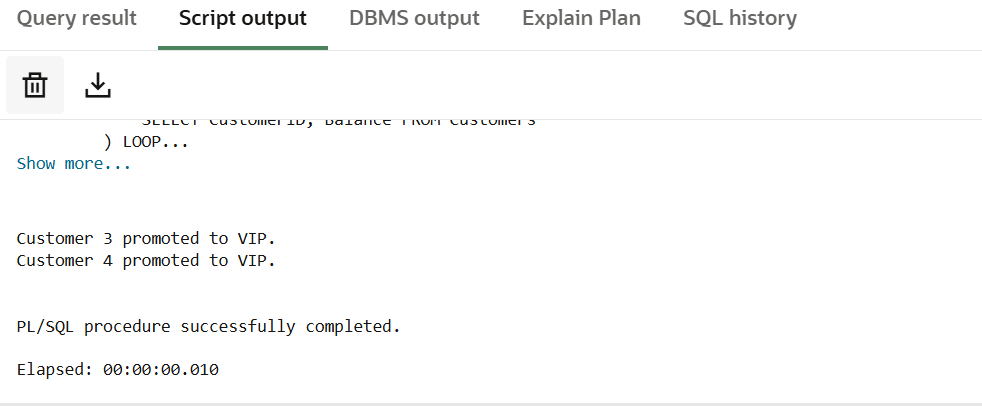 Query result Script output DBMS output Explain Plan SQL history
SELECT CustomerID, Balance FROM Customers
) LOOP...
Show more...
Customer 3 promoted to VIP.
Customer 4 promoted to VIP.
PL/SQL procedure successfully completed.
Elapsed: 00:00:00.010